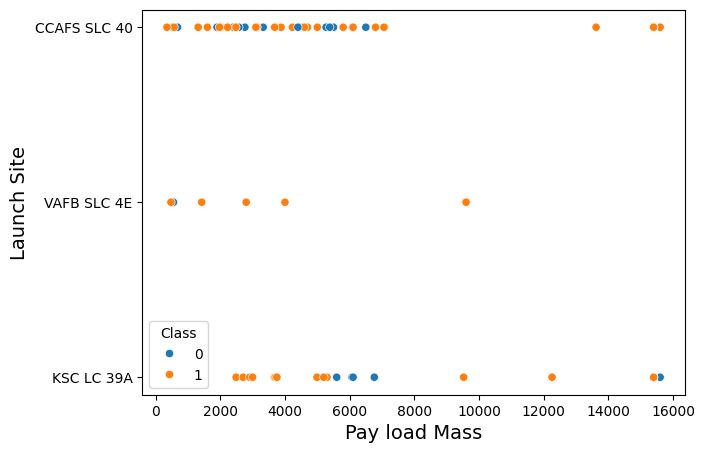 CCAFS SLC 40
VAFB SLC 4E
KSC LC 39A
Launch Site
Class
0
1
0 2000 4000 6000 8000 10000 12000 14000 16000
Pay load Mass